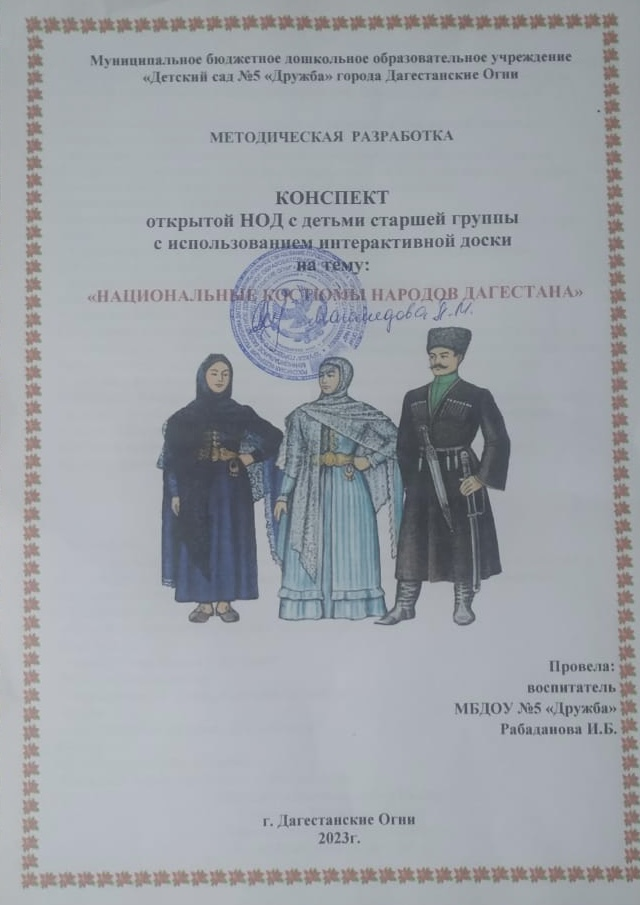 Муниципальное бюджетное дошкольное образовательное учреждение
«Детский сад №5 «Дружба» города Дагестанские Огни
МЕТОДИЧЕСКАЯ РАЗРАБОТКА
КОНСПЕКТ
открытой НОД с детьми старшей группы
с использованием интерактивной доски
на тему:
«НАЦИОНАЛЬНЫЕ КОСТЮМЫ НАРОДОВ ДАГЕСТАНА»
Провела:
воспитатель
МБДОУ №5 «Дружба»
Рабаданова И.Б.
г. Дагестанские Огни
2023г.